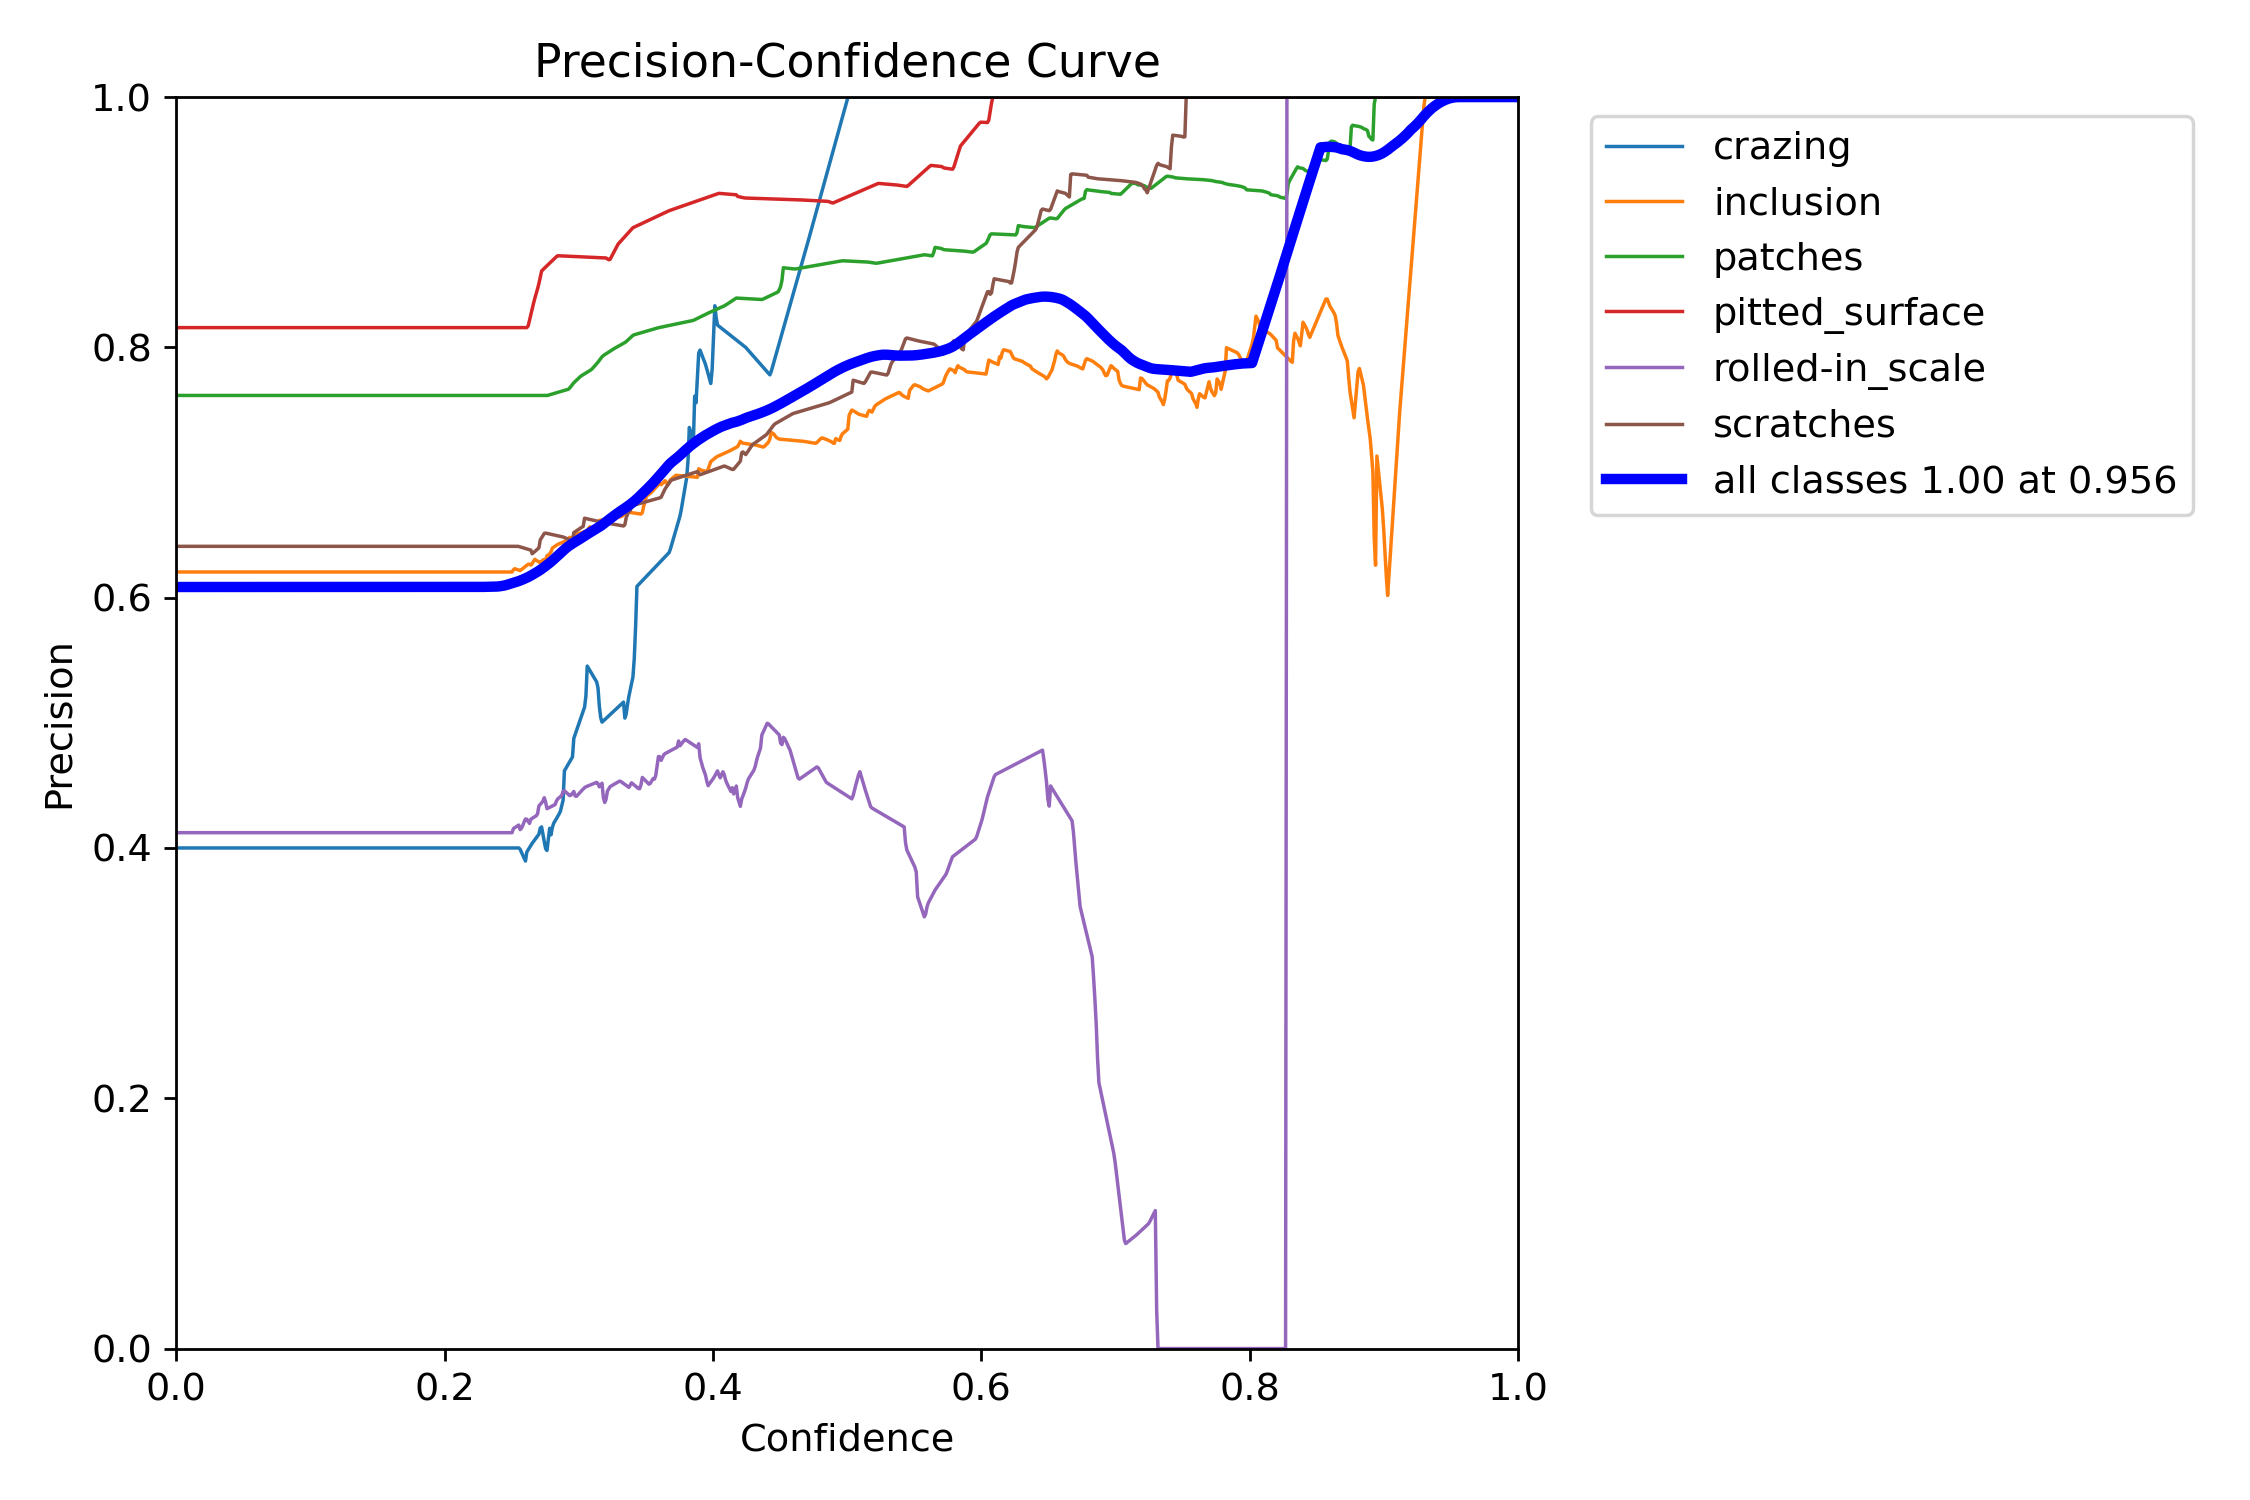 Precision-Confidence Curve
1.0
0.8
0.6
0.4
0.2
0.0
Precision
0.0 0.2 0.4 0.6 0.8 1.0
Confidence
crazing
inclusion
patches
pitted_surface
rolled-in_scale
scratches
all classes 1.00 at 0.956